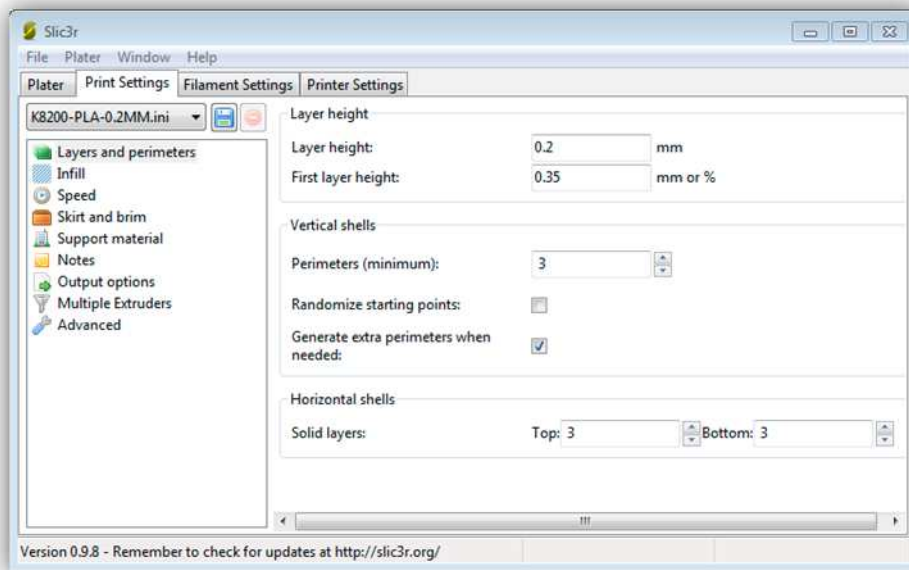 Slic3r
File Plater Window Help
Plater Print Settings Filament Settings Printer Settings
K8200-PLA-0.2MM.ini
Layers and perimeters
Infill
Speed
Skirt and brim
Support material
Notes
Output options
Multiple Extruders
Advanced
Layer height
Layer height: 0.2 mm
First layer height: 0.35 mm or %
Vertical shells
Perimeters (minimum): 3
Randomize starting points:
Generate extra perimeters when
needed:
Horizontal shells
Solid layers: Top: 3 Bottom: 3
Version 0.9.8 - Remember to check for updates at http://slic3r.org/